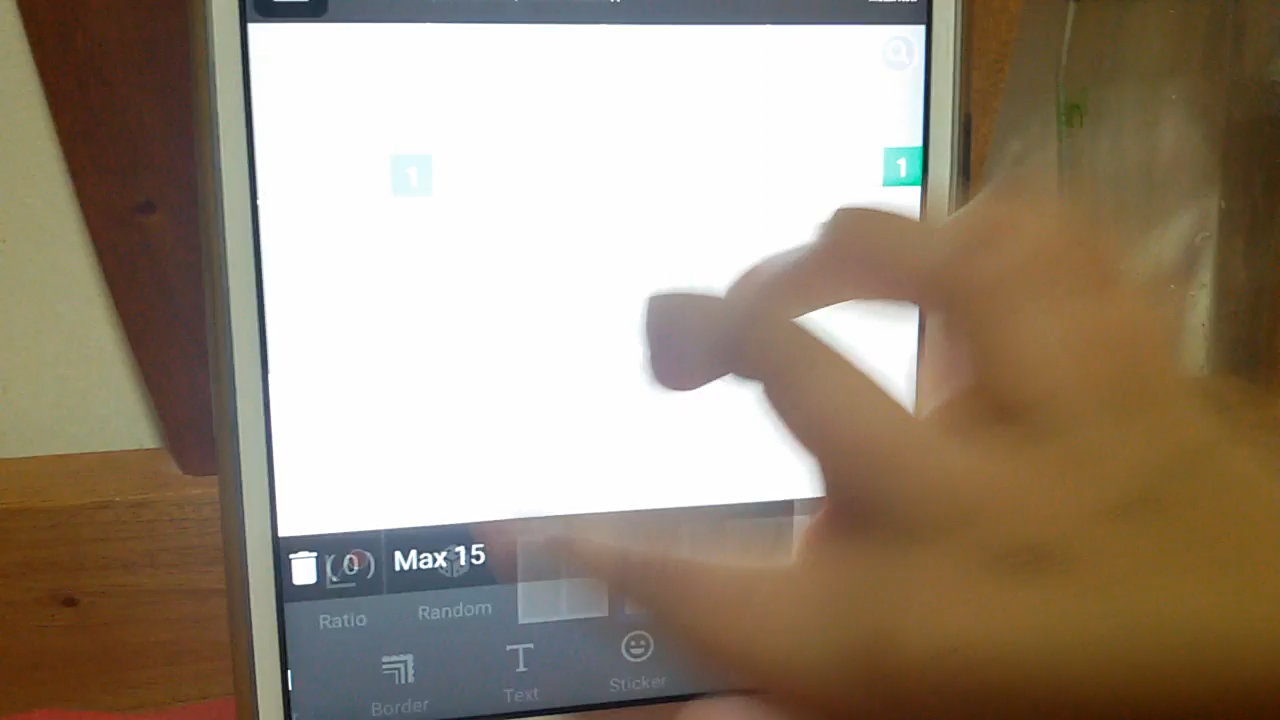 1
1
( 0 ) Max 15
Ratio Random
Border Text Sticker